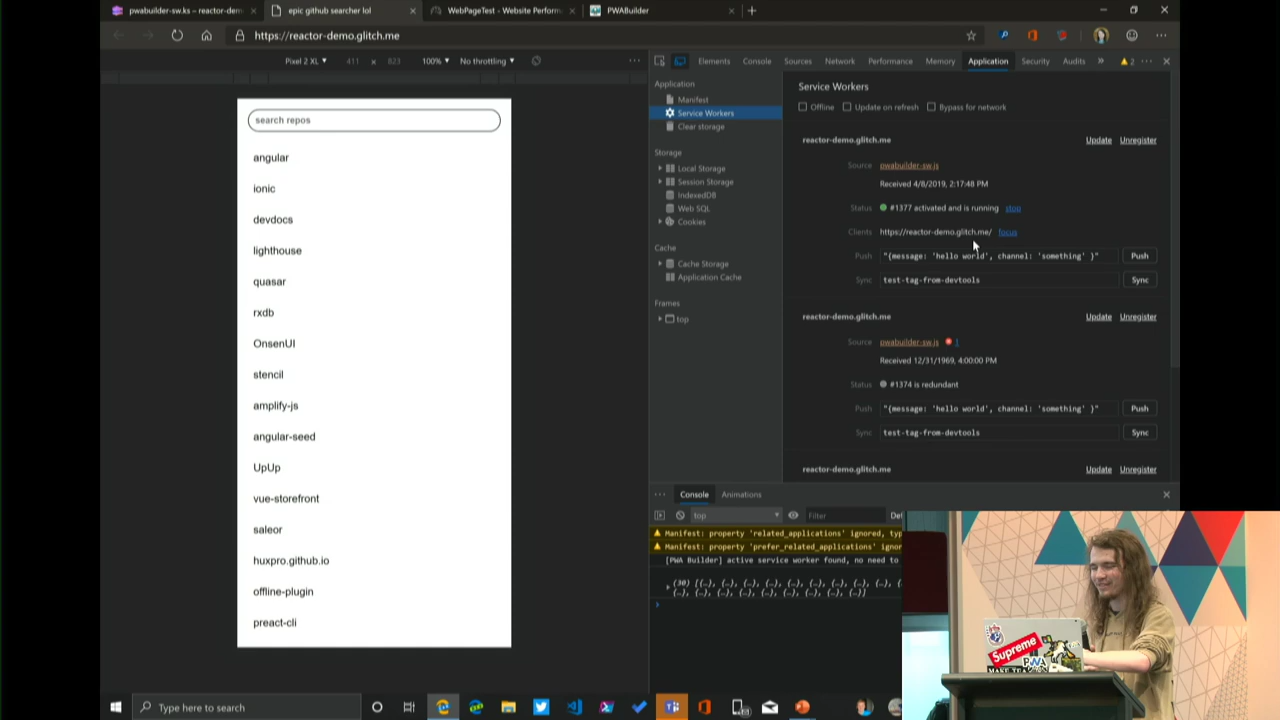 pwabuilder-sw.ks – reactor-dem
epic github searcher lol
WebPageTest - Website Perform
PWABuilder
https://reactor-demo.glitch.me
Pixel 2 XL ▼ 411 × 823 100% ▼ No throttling ▼
search repos
angular
ionic
devdocs
lighthouse
quasar
rxdb
OnsenUI
stencil
amplify-js
angular-seed
UpUp
vue-storefront
saleor
huxpro.github.io
offline-plugin
preact-cli
Elements Console Sources Network Performance Memory Application Security Audits » 2
Application
Manifest
Service Workers
Clear storage
Storage
Local Storage
Session Storage
IndexedDB
Web SQL
Cookies
Cache
Cache Storage
Application Cache
Frames
top
Service Workers
Offline Update on refresh Bypass for network
reactor-demo.glitch.me Update Unregister
Source pwabuilder-sw.js
Received 4/8/2019, 2:17:48 PM
Status #1377 activated and is running stop
Clients https://reactor-demo.glitch.me/ focus
Push "{message: 'hello world', channel: 'something' }" Push
Sync test-tag-from-devtools Sync
reactor-demo.glitch.me Update Unregister
Source pwabuilder-sw.js 1
Received 12/31/1969, 4:00:00 PM
Status #1374 is redundant
Push "{message: 'hello world', channel: 'something' }" Push
Sync test-tag-from-devtools Sync
reactor-demo.glitch.me Update Unregister
Console Animations
top Filter Def
Manifest: property 'related_applications' ignored, typ
Manifest: property 'prefer_related_applications' ignor
[PWA Builder] active service worker found, no need to
(30) [{…}, {…}, {…}, {…}, {…}, {…}, {…}, {…}, {…}, {…},
{…}, {…}, {…}, {…}, {…}, {…}, {…}, {…}]
Supreme
PWA
Type here to search